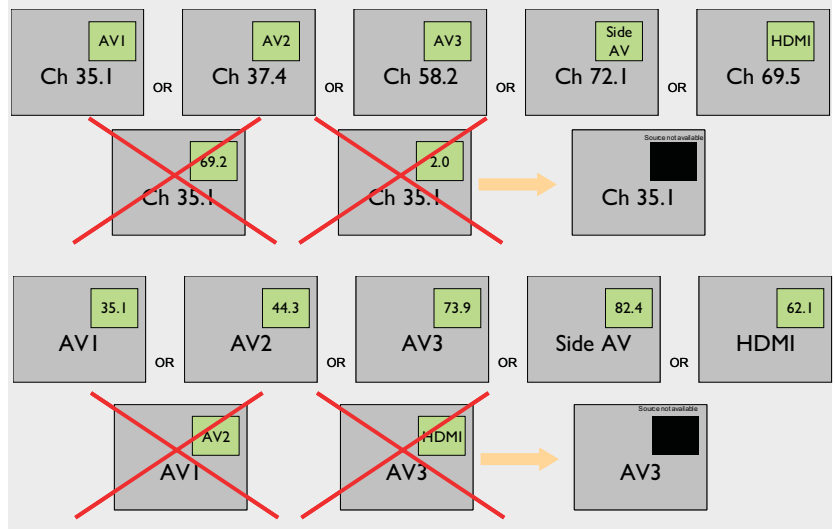 AV1
Ch 35.1
OR
AV2
Ch 37.4
OR
AV3
Ch 58.2
OR
Side
AV
Ch 72.1
OR
HDMI
Ch 69.5
69.2
Ch 35.1
2.0
Ch 35.1
Source not available
Ch 35.1
35.1
AV1
OR
44.3
AV2
OR
73.9
AV3
OR
82.4
Side AV
OR
62.1
HDMI
AV2
AV1
HDMI
AV3
Source not available
AV3